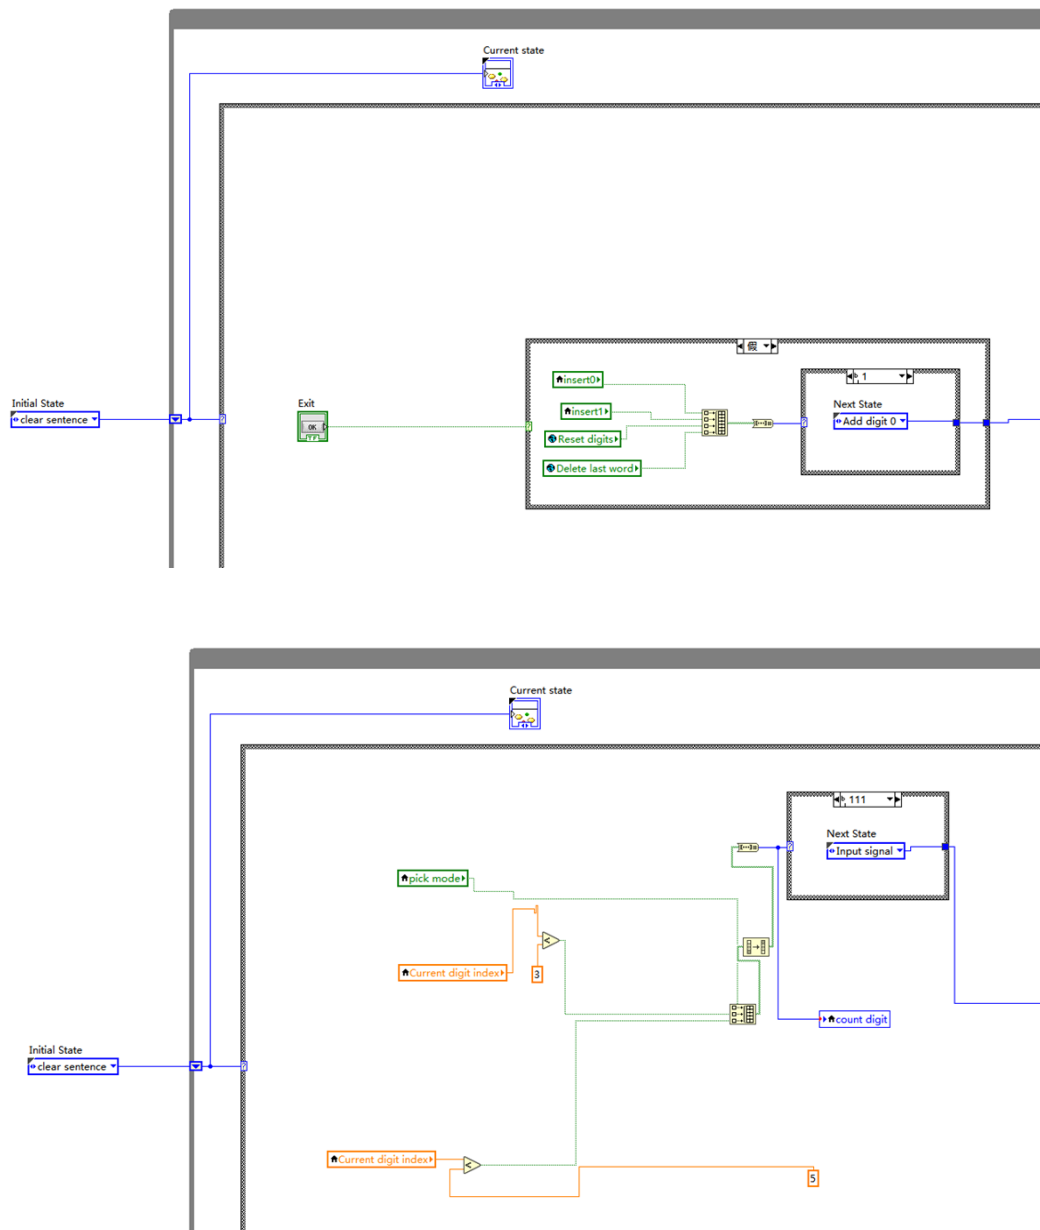 Current state
假
insert0
1
Initial State
Exit
Next State
clear sentence
insert1
Add digit 0
OK
Reset digits
TF
Delete last word
Current state
111
Next State
Input signal
pick mode
Current digit index
3
count digit
Initial State
clear sentence
Current digit index
5